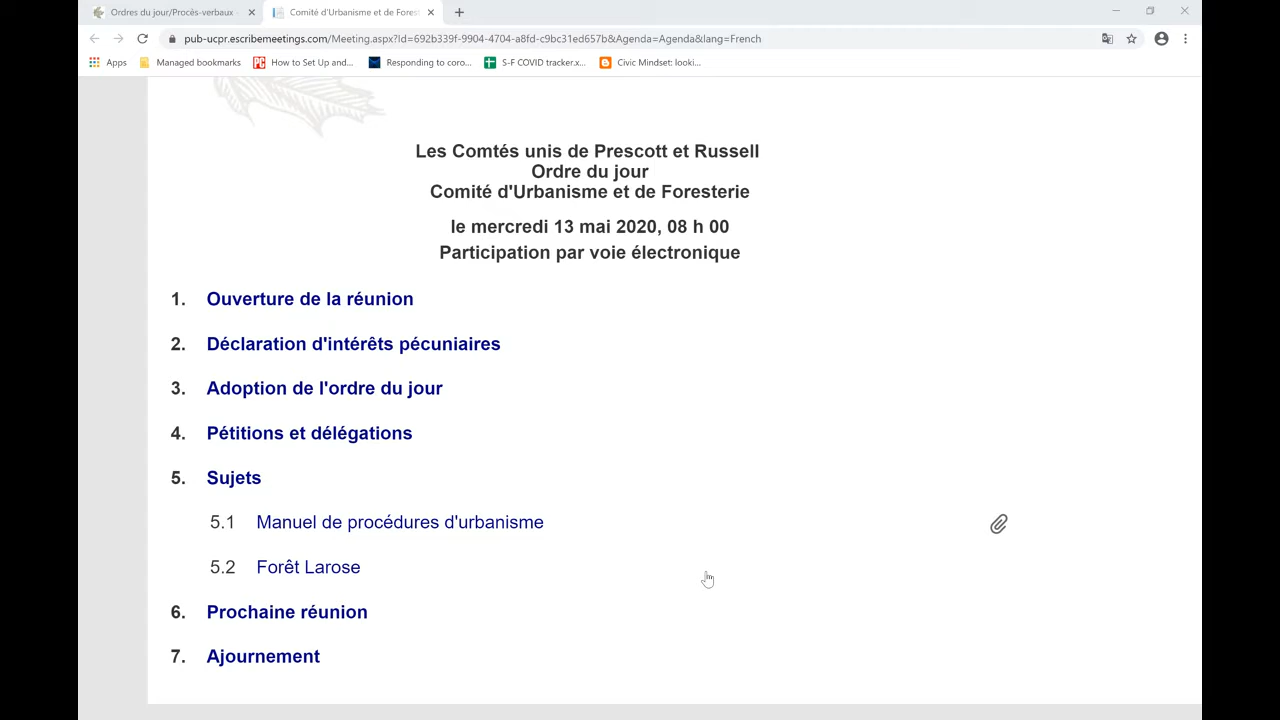 Ordres du jour/Procès-verbaux -
Comité d'Urbanisme et de Forest
pub-ucpr.escribemeetings.com/Meeting.aspx?Id=692b339f-9904-4704-a8fd-c9bc31ed657b&Agenda=Agenda&lang=French
Apps
Managed bookmarks
How to Set Up and...
Responding to coro...
S-F COVID tracker.x...
Civic Mindset: looki...
Les Comtés unis de Prescott et Russell
Ordre du jour
Comité d'Urbanisme et de Foresterie
le mercredi 13 mai 2020, 08 h 00
Participation par voie électronique
1. Ouverture de la réunion
2. Déclaration d'intérêts pécuniaires
3. Adoption de l'ordre du jour
4. Pétitions et délégations
5. Sujets
5.1 Manuel de procédures d'urbanisme
5.2 Forêt Larose
6. Prochaine réunion
7. Ajournement